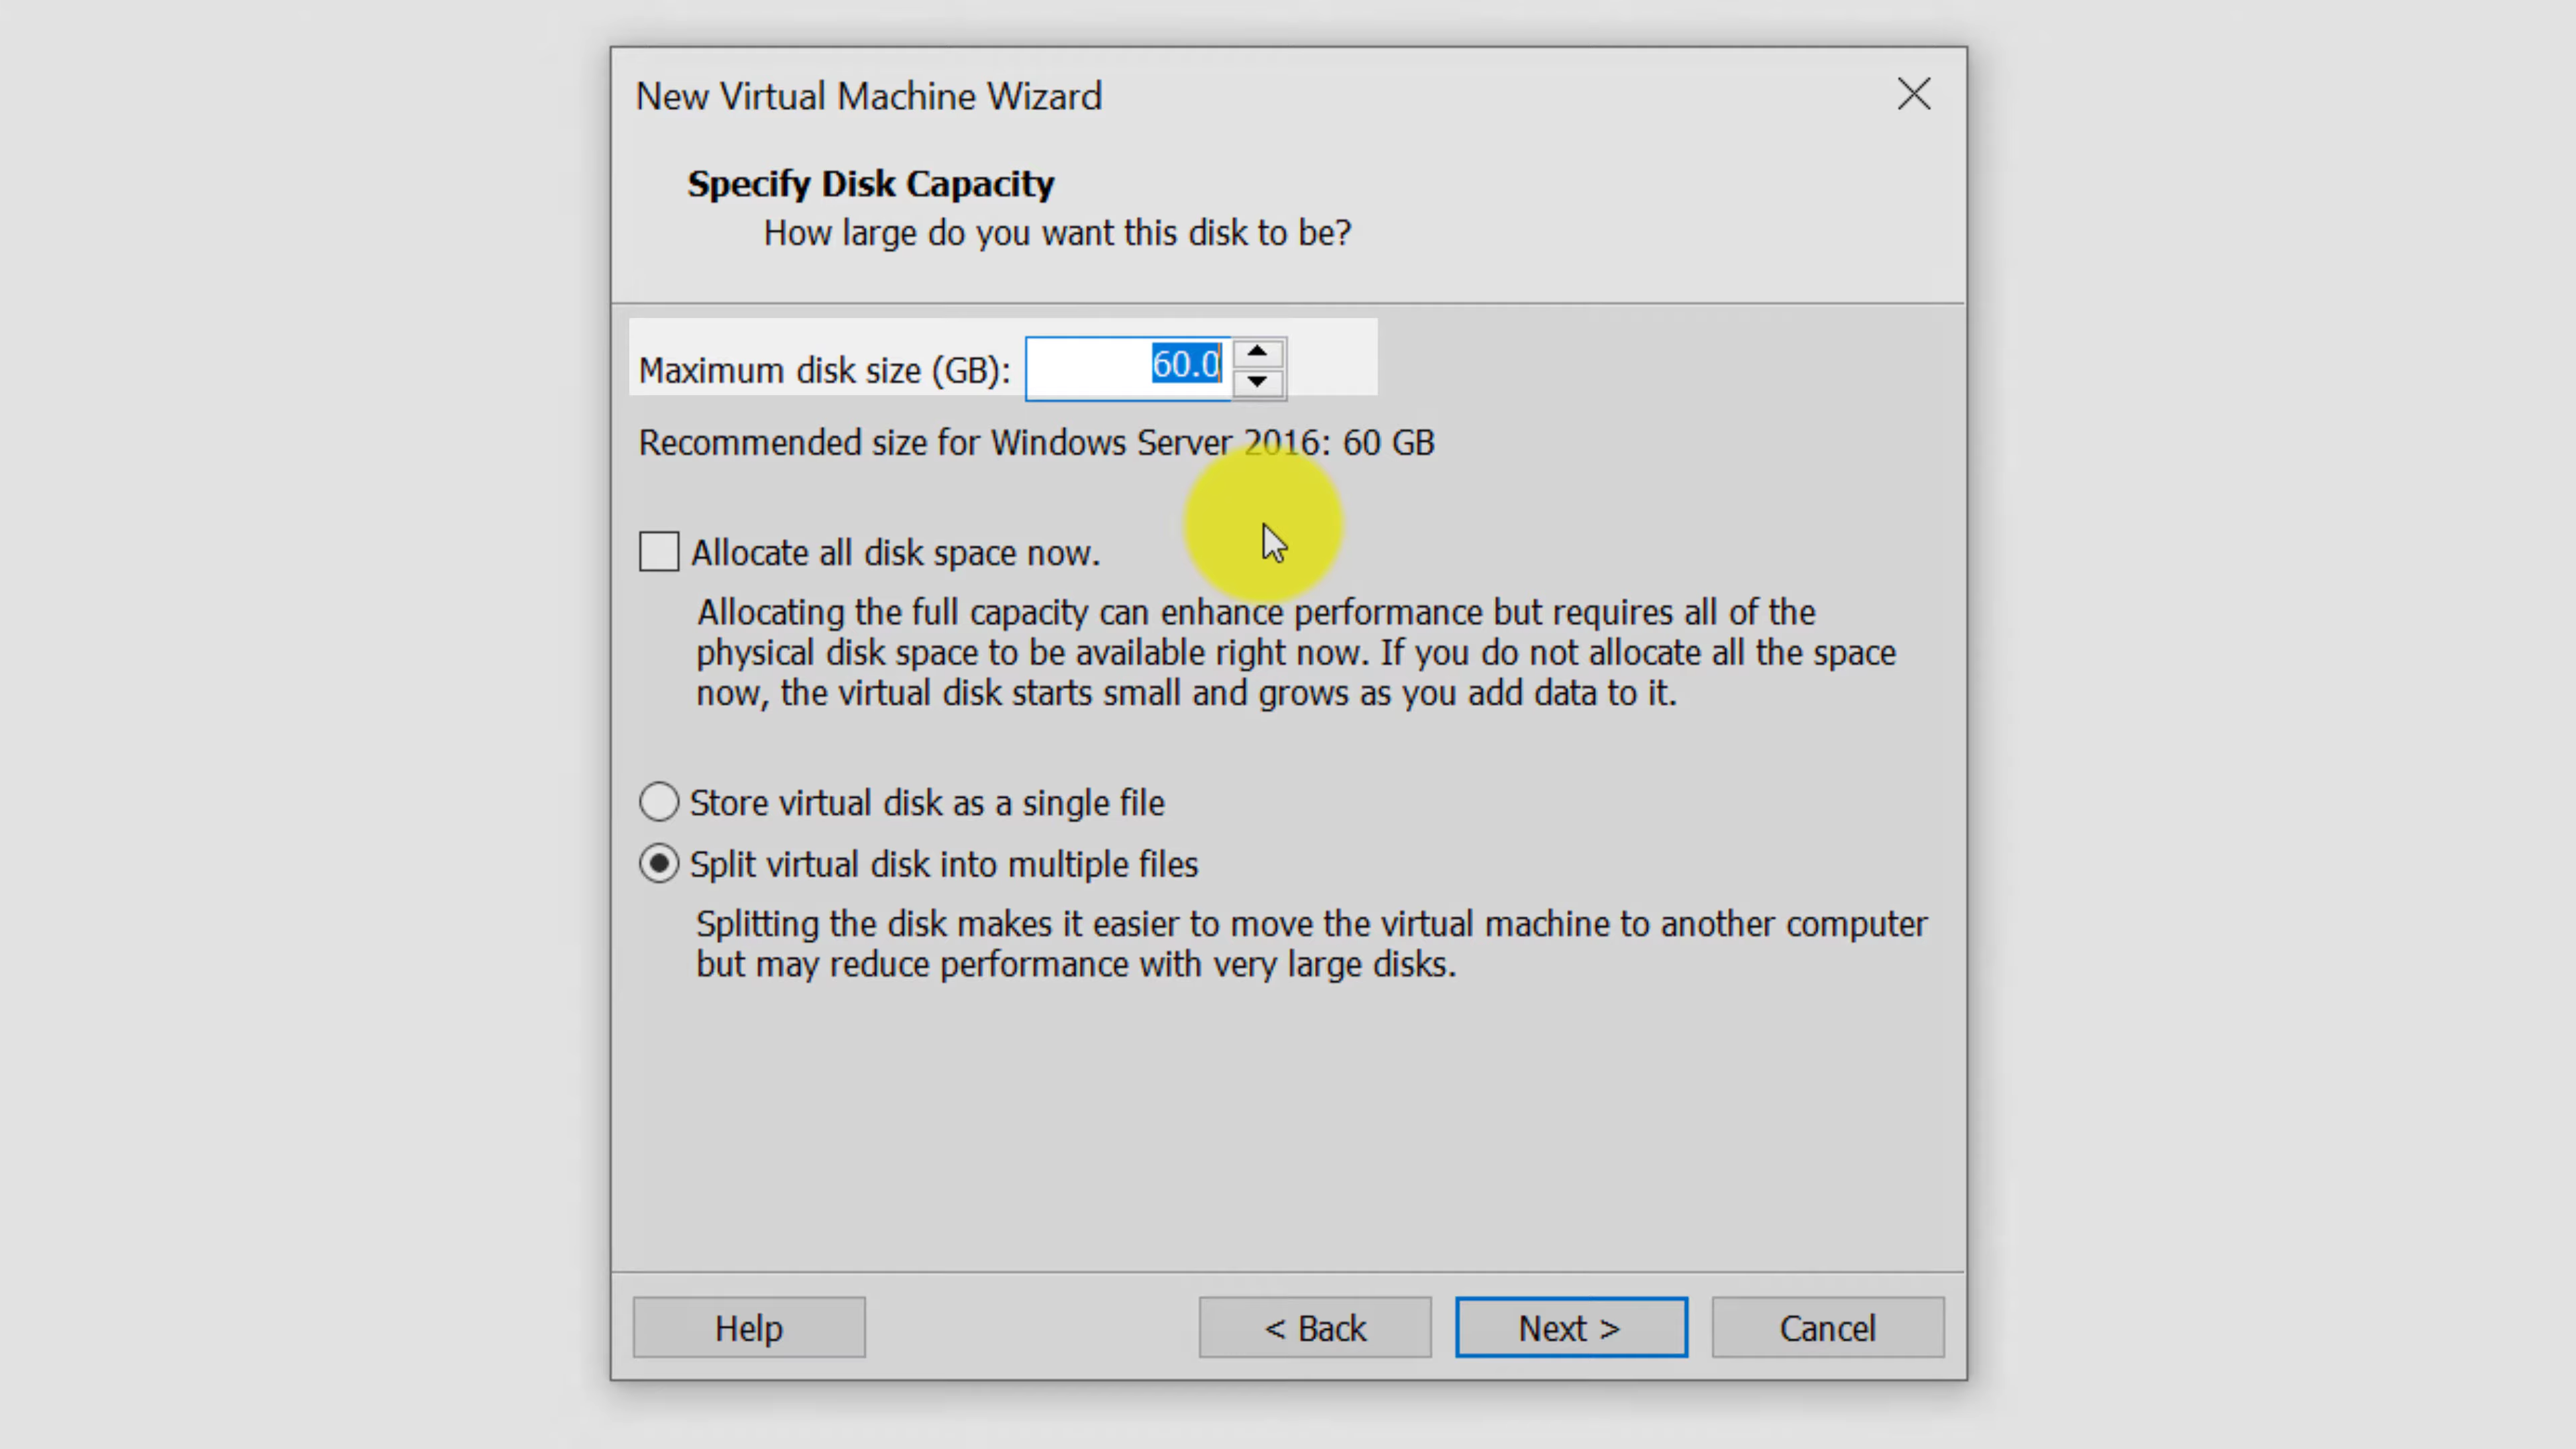 New Virtual Machine Wizard
Specify Disk Capacity
How large do you want this disk to be?
Maximum disk size (GB): 60.0
Recommended size for Windows Server 2016: 60 GB
Allocate all disk space now.
Allocating the full capacity can enhance performance but requires all of the
physical disk space to be available right now. If you do not allocate all the space
now, the virtual disk starts small and grows as you add data to it.
Store virtual disk as a single file
Split virtual disk into multiple files
Splitting the disk makes it easier to move the virtual machine to another computer
but may reduce performance with very large disks.
Help < Back Next > Cancel